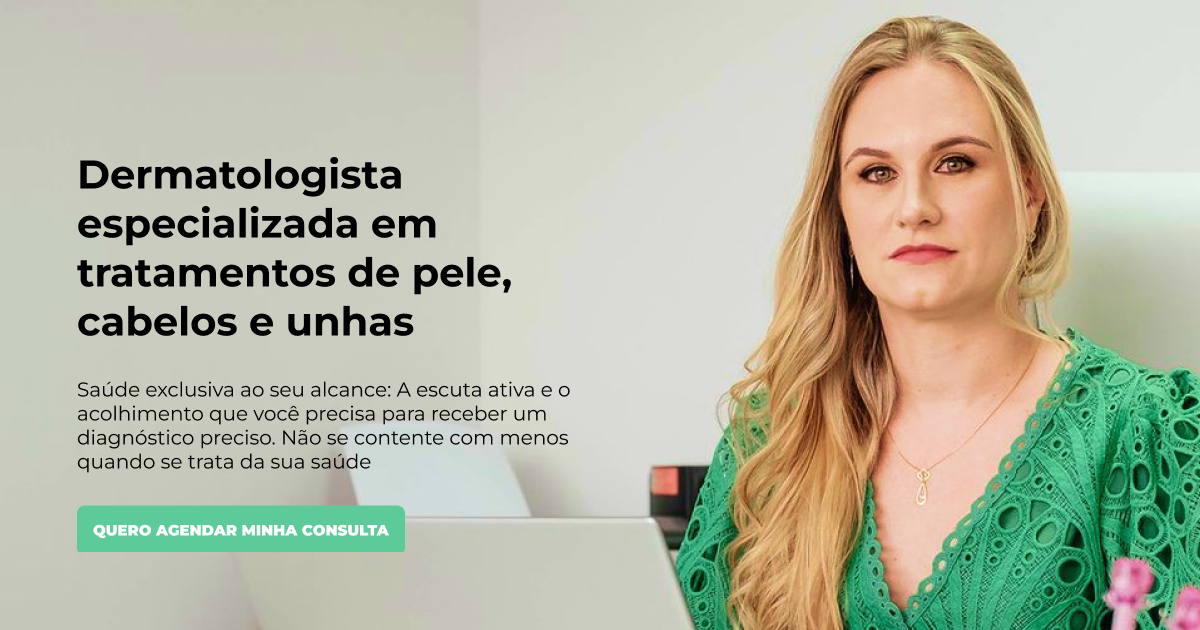 Dermatologista
especializada em
tratamentos de pele,
cabelos e unhas
Saúde exclusiva ao seu alcance: A escuta ativa e o
acolhimento que você precisa para receber um
diagnóstico preciso. Não se contente com menos
quando se trata da sua saúde
QUERO AGENDAR MINHA CONSULTA